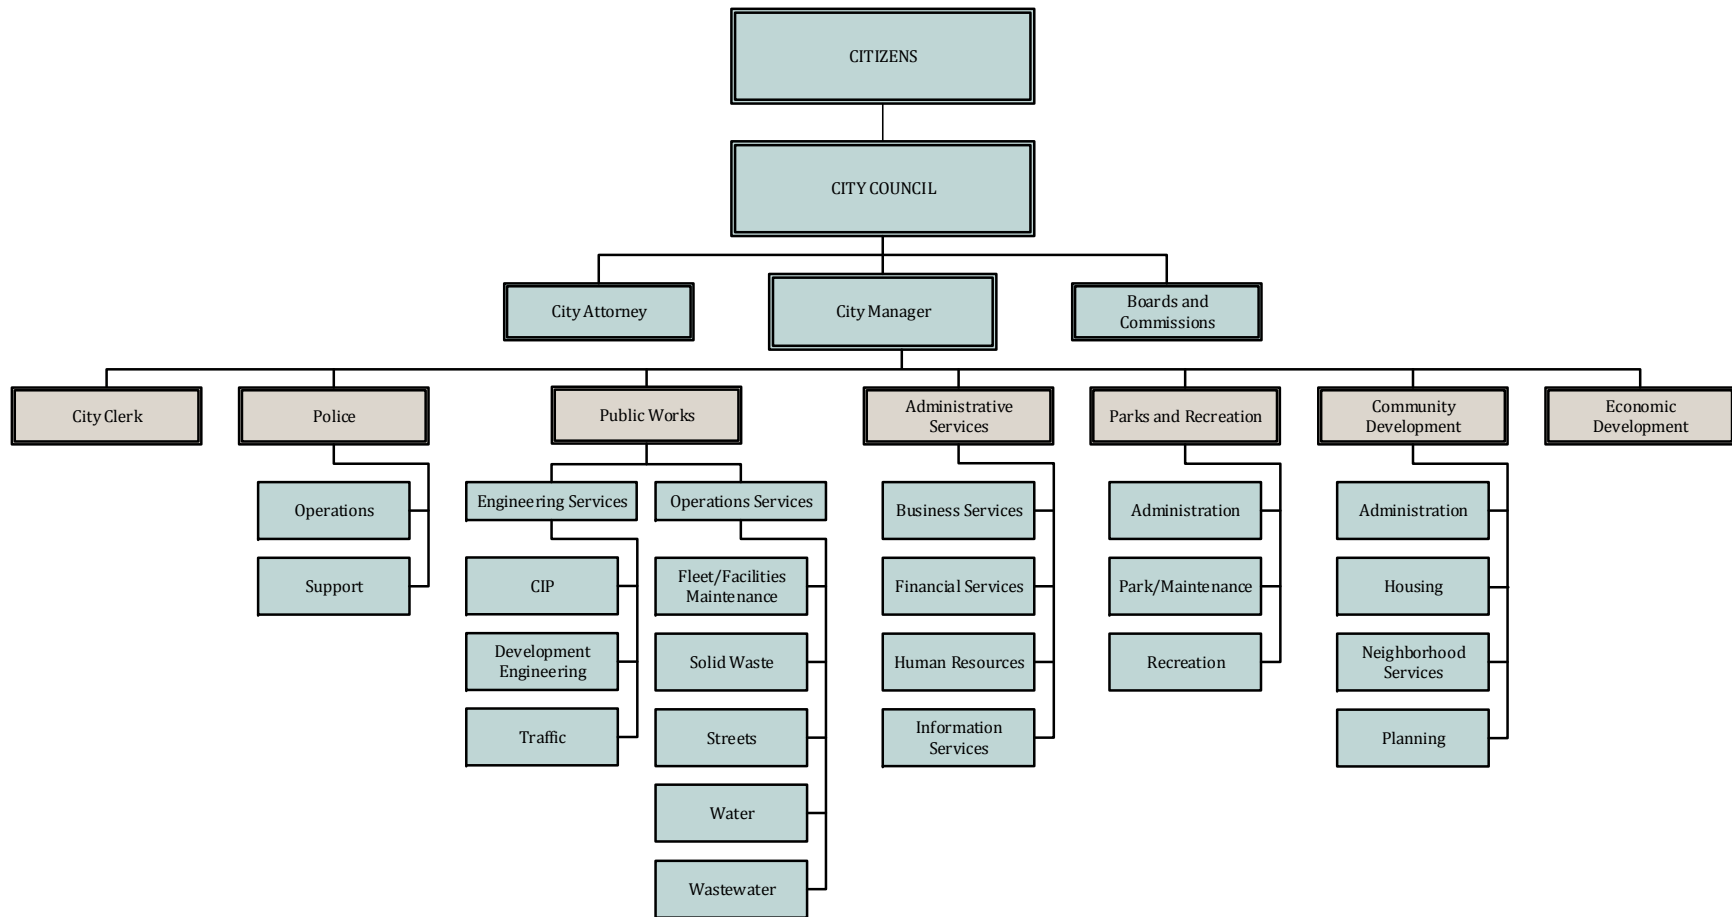 CITIZENS
CITY COUNCIL
City Attorney
City Manager
Boards and
Commissions
City Clerk
Police
Public Works
Administrative
Services
Parks and Recreation
Community
Development
Economic
Development
Operations
Support
Engineering Services
CIP
Development
Engineering
Traffic
Operations Services
Fleet/Facilities
Maintenance
Solid Waste
Streets
Water
Wastewater
Business Services
Financial Services
Human Resources
Information
Services
Administration
Park/Maintenance
Recreation
Administration
Housing
Neighborhood
Services
Planning